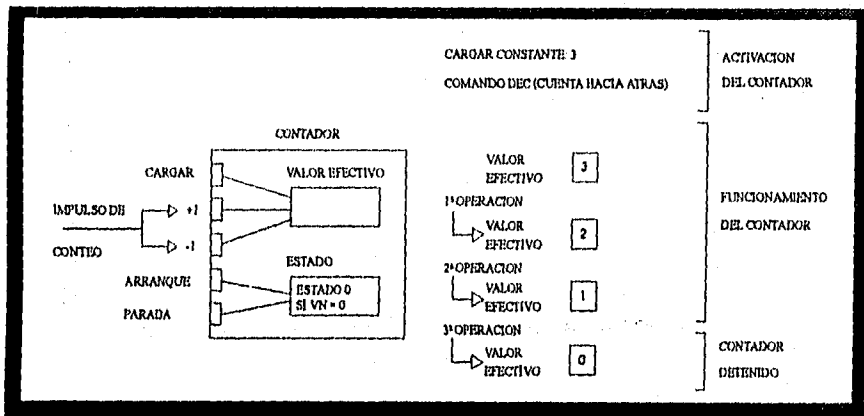 CARGAR CONSTANTE 3
COMANDO DEC (CUENTA HACIA ATRAS)
ACTIVACION
DEL CONTADOR
CONTADOR
CARGAR
VALOR EFECTIVO
IMPULSO DE
CONTEO
+1
-1
ARRANQUE
PARADA
ESTADO
ESTADO 0
SI VN = 0
VALOR
EFECTIVO
3
1ª OPERACION
VALOR
EFECTIVO
2
2ª OPERACION
VALOR
EFECTIVO
1
FUNCIONAMIENTO
DEL CONTADOR
3ª OPERACION
VALOR
EFECTIVO
0
CONTADOR
DETENIDO